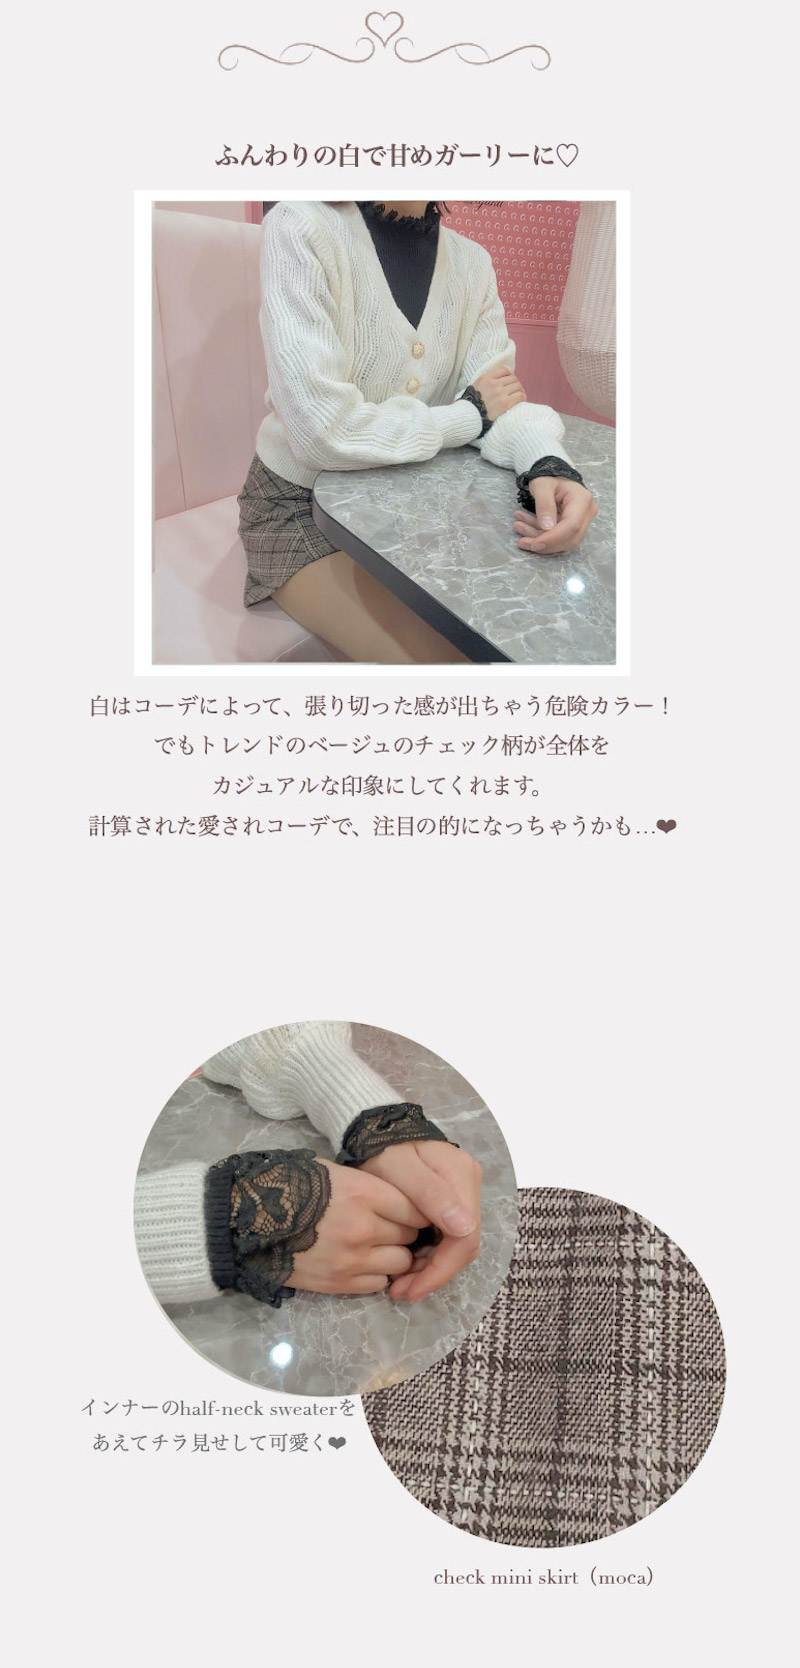 ふんわりの白で甘めガーリーに♡
白はコーデによって、張り切った感が出ちゃう危険カラー！
でもトレンドのベージュのチェック柄が全体を
カジュアルな印象にしてくれます。
計算された愛されコーデで、注目の的になっちゃうかも…❤
インナーのhalf-neck sweaterを
あえてチラ見せして可愛く❤
check mini skirt（moca）